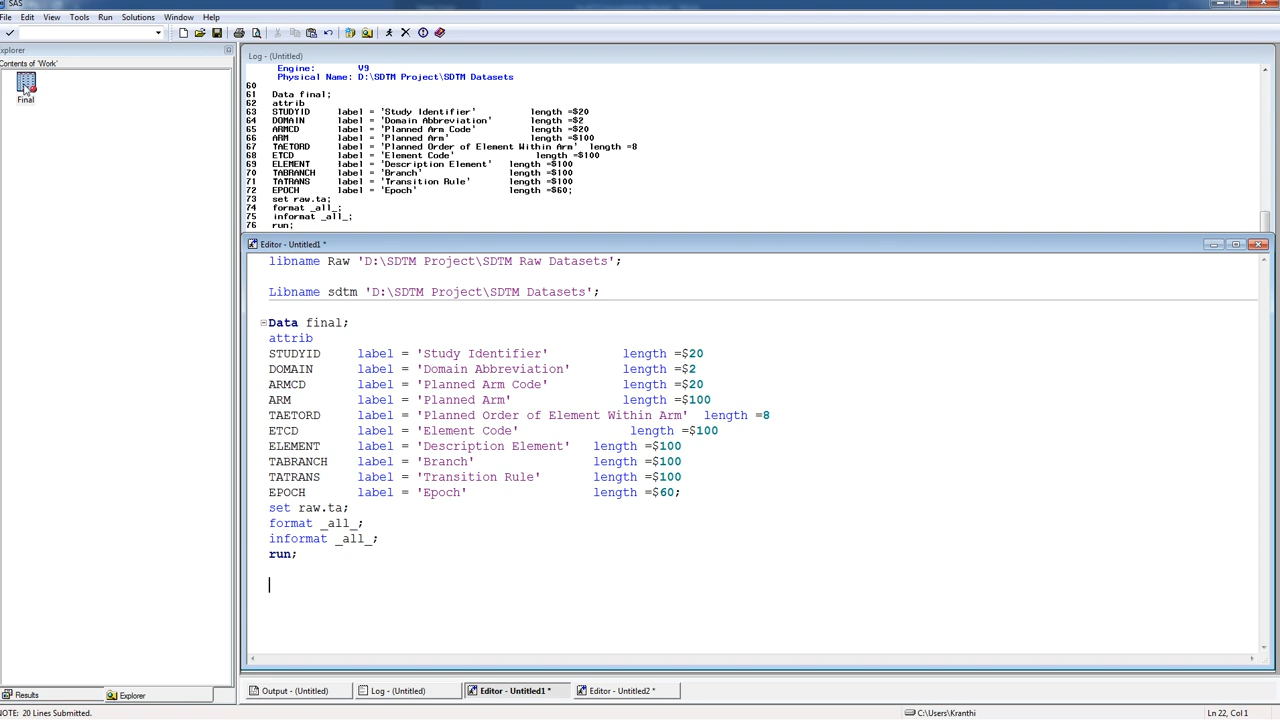 SAS
File Edit View Tools Run Solutions Window Help
Explorer
Contents of 'Work'
Final
Log - (Untitled)
Engine: V9
Physical Name: D:\SDTM Project\SDTM Datasets
60
61 Data final;
62 attrib
63 STUDYID label = 'Study Identifier' length =$20
64 DOMAIN label = 'Domain Abbreviation' length =$2
65 ARMCD label = 'Planned Arm Code' length =$20
66 ARM label = 'Planned Arm' length =$100
67 TAETORD label = 'Planned Order of Element Within Arm' length =8
68 ETCD label = 'Element Code' length =$100
69 ELEMENT label = 'Description Element' length =$100
70 TABRANCH label = 'Branch' length =$100
71 TATRANS label = 'Transition Rule' length =$100
72 EPOCH label = 'Epoch' length =$60;
73 set raw.ta;
74 format _all_;
75 informat _all_;
76 run;
Editor - Untitled1 *
libname Raw 'D:\SDTM Project\SDTM Raw Datasets';
Libname sdtm 'D:\SDTM Project\SDTM Datasets';
Data final;
attrib
STUDYID label = 'Study Identifier' length =$20
DOMAIN label = 'Domain Abbreviation' length =$2
ARMCD label = 'Planned Arm Code' length =$20
ARM label = 'Planned Arm' length =$100
TAETORD label = 'Planned Order of Element Within Arm' length =8
ETCD label = 'Element Code' length =$100
ELEMENT label = 'Description Element' length =$100
TABRANCH label = 'Branch' length =$100
TATRANS label = 'Transition Rule' length =$100
EPOCH label = 'Epoch' length =$60;
set raw.ta;
format _all_;
informat _all_;
run;
Results Explorer
Output - (Untitled) Log - (Untitled) Editor - Untitled1 * Editor - Untitled2 *
NOTE: 20 Lines Submitted. C:\Users\Kranthi Ln 22, Col 1